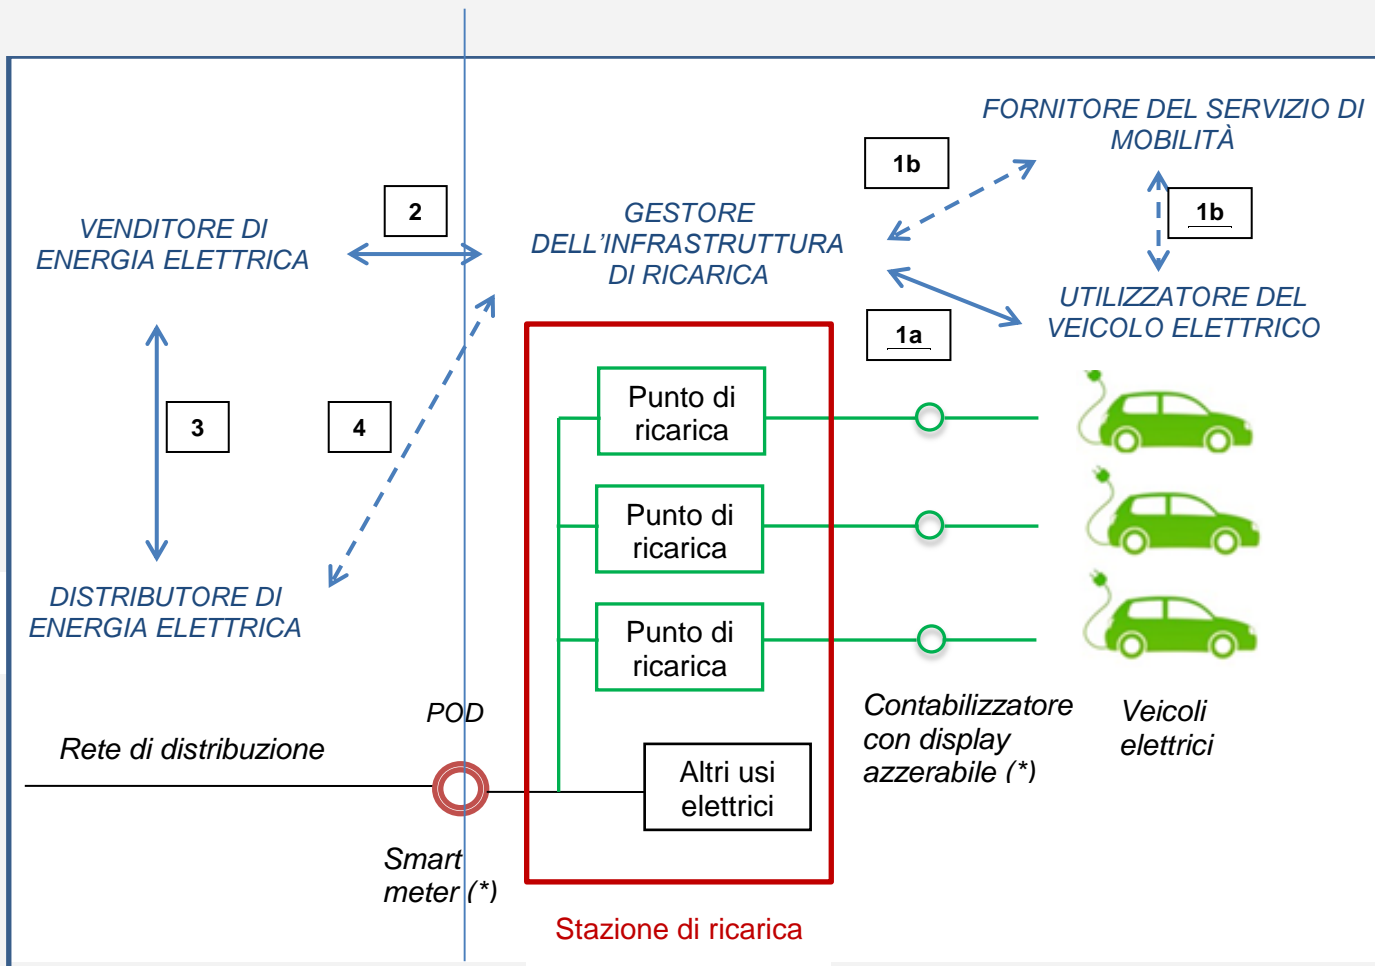 FORNITORE DEL SERVIZIO DI
MOBILITÀ
1b
1b
2
VENDITORE DI
ENERGIA ELETTRICA
GESTORE
DELL'INFRASTRUTTURA
DI RICARICA
UTILIZZATORE DEL
VEICOLO ELETTRICO
1a
3
4
Punto di
ricarica
Punto di
ricarica
Punto di
ricarica
DISTRIBUTORE DI
ENERGIA ELETTRICA
POD
Rete di distribuzione
Contabilizzatore
con display
azzerabile (*)
Veicoli
elettrici
Altri usi
elettrici
Smart
meter (*)
Stazione di ricarica